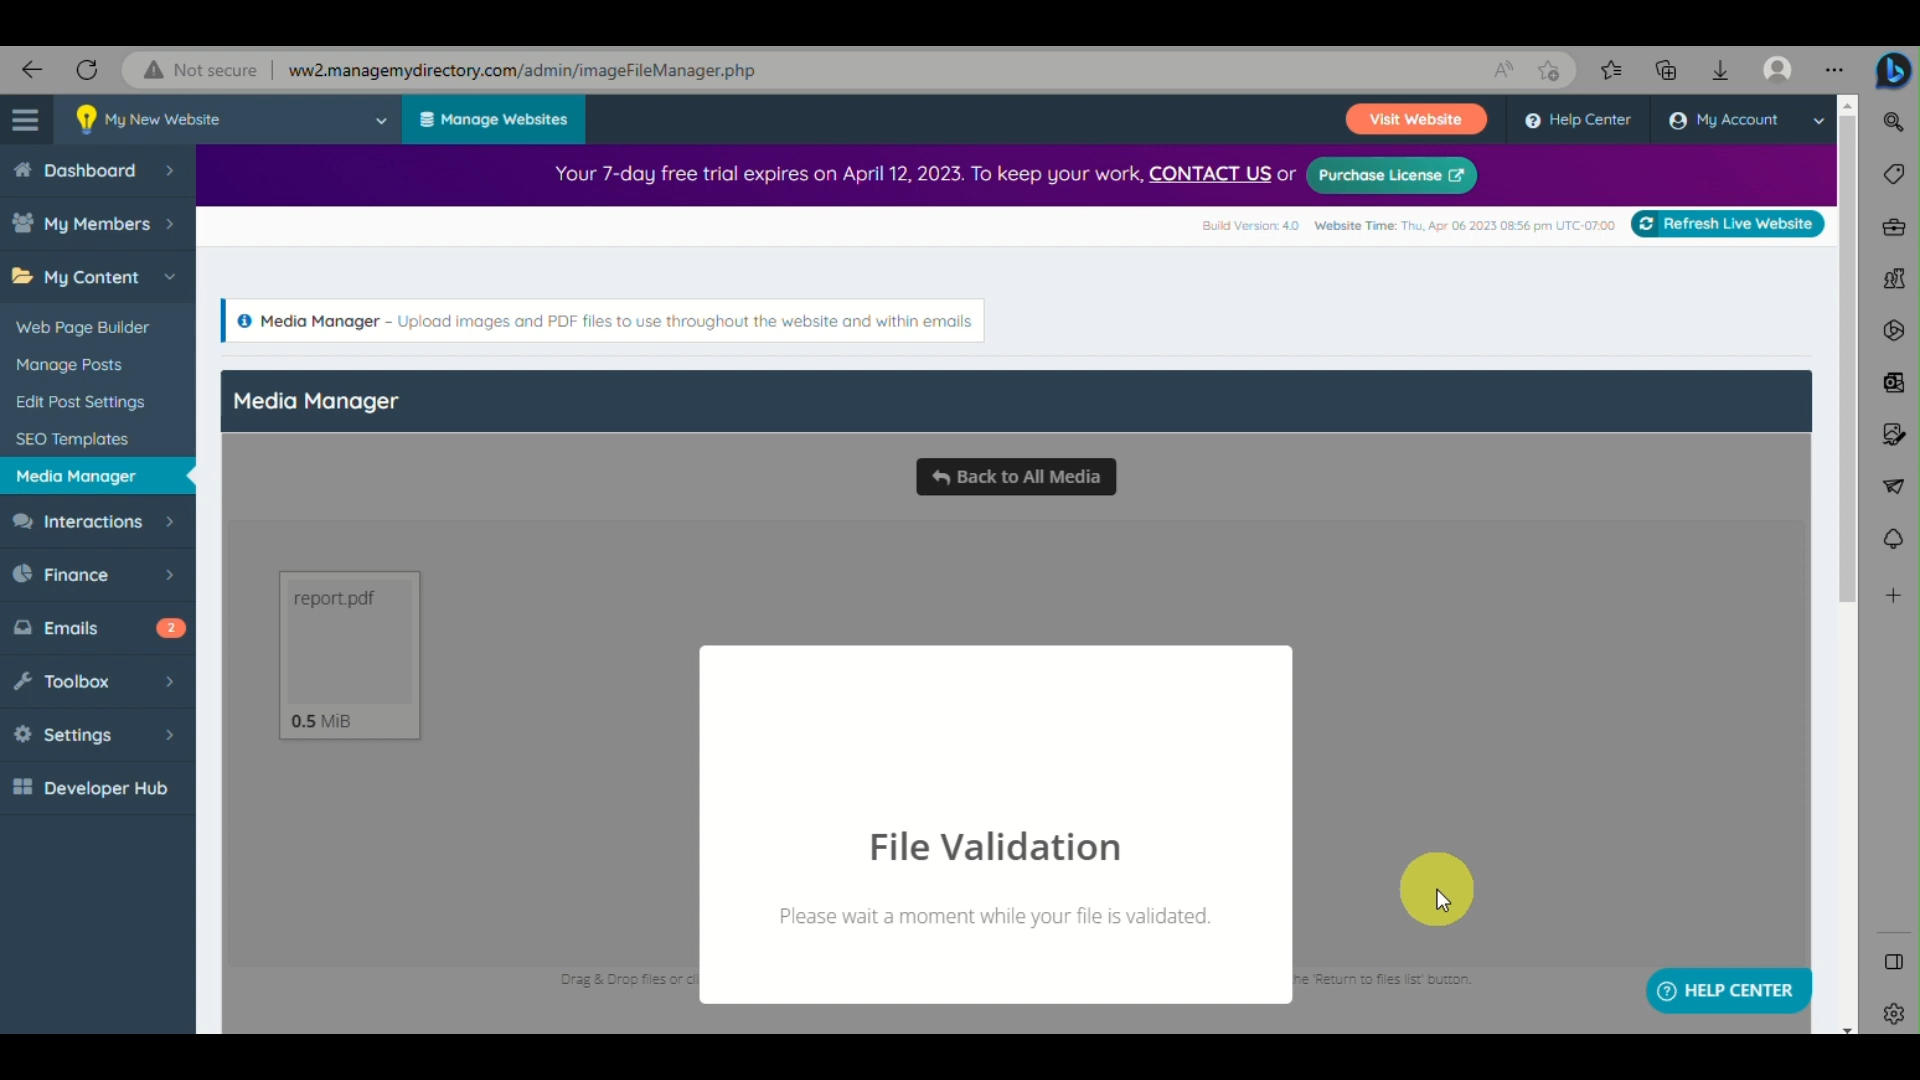 Not secure ww2.managemydirectory.com/admin/imageFileManager.php
My New Website Manage Websites Visit Website Help Center My Account
Your 7-day free trial expires on April 12, 2023. To keep your work, CONTACT US or Purchase License
Build Version: 4.0 Website Time: Thu, Apr 06 2023 08:56 pm UTC-07:00 Refresh Live Website
Dashboard
My Members
My Content
Web Page Builder
Manage Posts
Edit Post Settings
SEO Templates
Media Manager
Interactions
Finance
Emails 2
Toolbox
Settings
Developer Hub
Media Manager – Upload images and PDF files to use throughout the website and within emails
Media Manager
Back to All Media
report.pdf
0.5 MiB
File Validation
Please wait a moment while your file is validated.
Drag & Drop files or 'Return to files list' button.
HELP CENTER